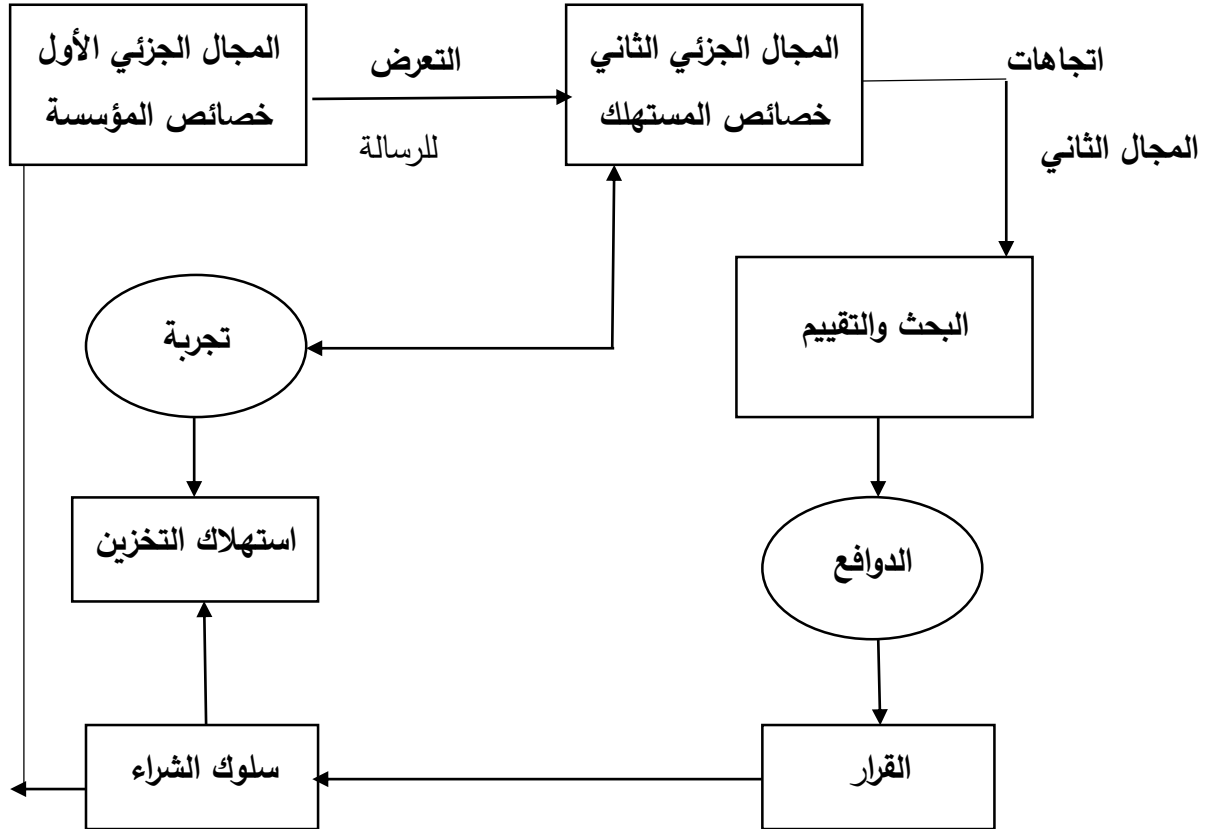 المجال الجزئي الأول
خصائص المؤسسة
التعرض
للرسالة
المجال الجزئي الثاني
خصائص المستهلك
اتجاهات
المجال الثاني
البحث والتقييم
تجربة
استهلاك التخزين
الدوافع
سلوك الشراء
القرار